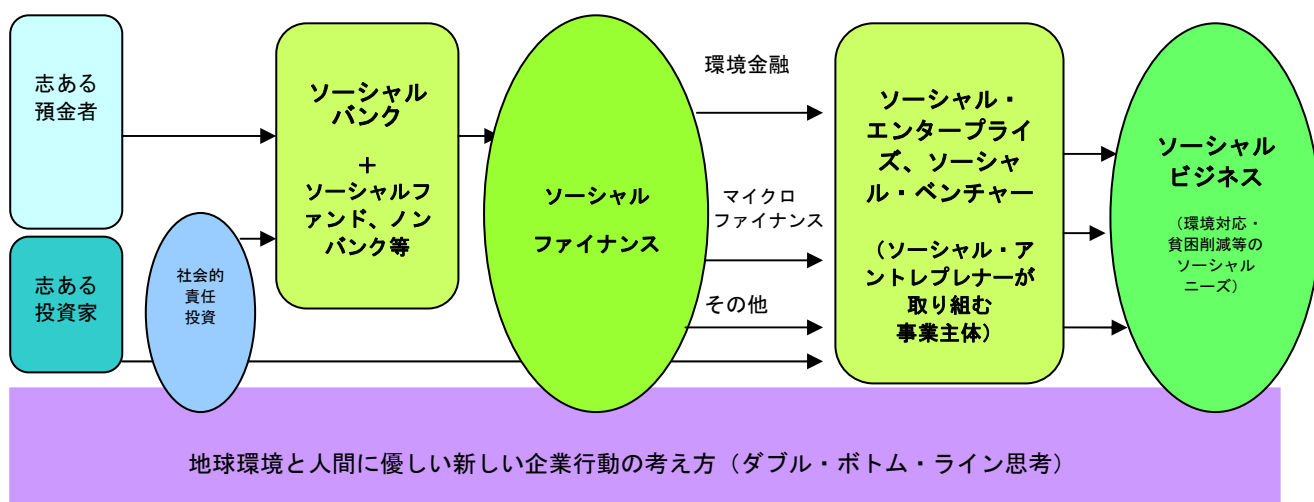 志ある
預金者
志ある
投資家
社会的
責任
投資
ソーシャル
バンク
＋
ソーシャルフ
ァンド、ノン
バンク等
ソーシャル
ファイナンス
環境金融
マイクロ
ファイナンス
その他
ソーシャル・
エンタープライ
ズ、ソーシャ
ル・ベンチャー
（ソーシャル・ア
ントレプレナーが
取り組む
事業主体）
ソーシャル
ビジネス
（環境対応・
貧困削減等の
ソーシャル
ニーズ）
地球環境と人間に優しい新しい企業行動の考え方（ダブル・ボトム・ライン思考）